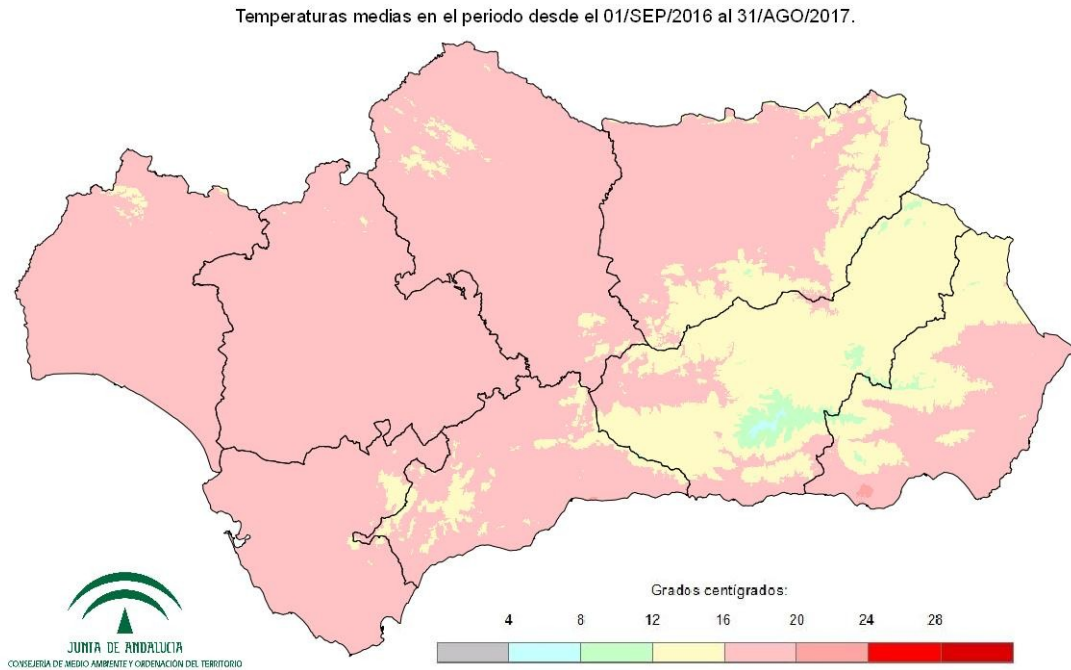 Temperaturas medias en el periodo desde el 01/SEP/2016 al 31/AGO/2017.
Grados centígrados:
4 8 12 16 20 24 28
JUNTA DE ANDALUCIA
CONSEJERÍA DE MEDIO AMBIENTE Y ORDENACIÓN DEL TERRITORIO